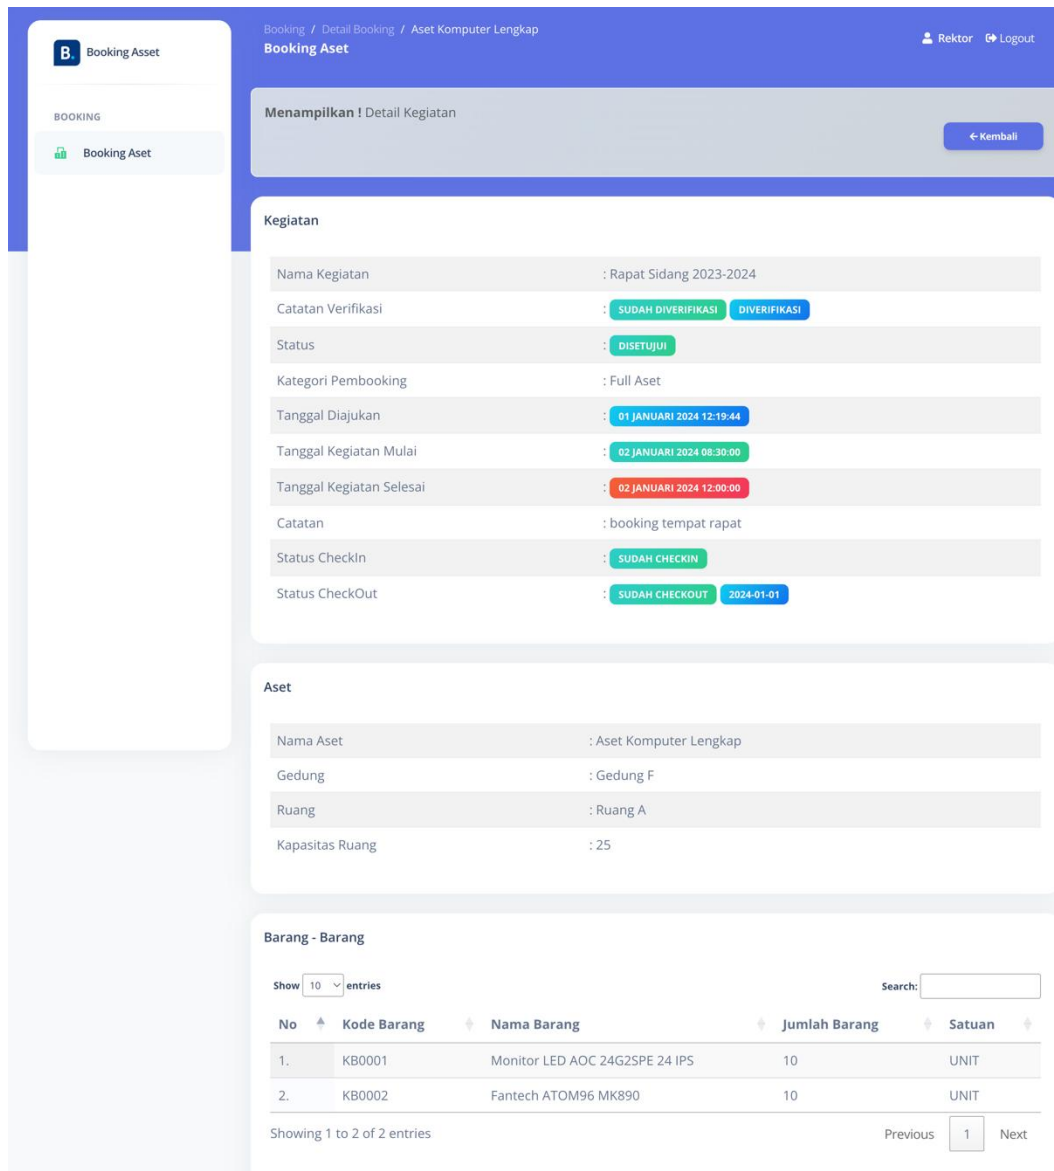 B. Booking Asset
BOOKING
Booking Aset
Booking / Detail Booking / Aset Komputer Lengkap
Booking Aset
Rektor Logout
Menampilkan ! Detail Kegiatan
Kembali
Kegiatan
Nama Kegiatan : Rapat Sidang 2023-2024
Catatan Verifikasi : SUDAH DIVERIFIKASI DIVERIFIKASI
Status : DISETUJUI
Kategori Pembooking : Full Aset
Tanggal Diajukan : 01 JANUARI 2024 12:19:44
Tanggal Kegiatan Mulai : 02 JANUARI 2024 08:30:00
Tanggal Kegiatan Selesai : 02 JANUARI 2024 12:00:00
Catatan : booking tempat rapat
Status CheckIn : SUDAH CHECKIN
Status CheckOut : SUDAH CHECKOUT 2024-01-01
Aset
Nama Aset : Aset Komputer Lengkap
Gedung : Gedung F
Ruang : Ruang A
Kapasitas Ruang : 25
Barang - Barang
Show 10 entries Search:
No Kode Barang Nama Barang Jumlah Barang Satuan
1. KB0001 Monitor LED AOC 24G2SPE 24 IPS 10 UNIT
2. KB0002 Fantech ATOM96 MK890 10 UNIT
Showing 1 to 2 of 2 entries Previous 1 Next